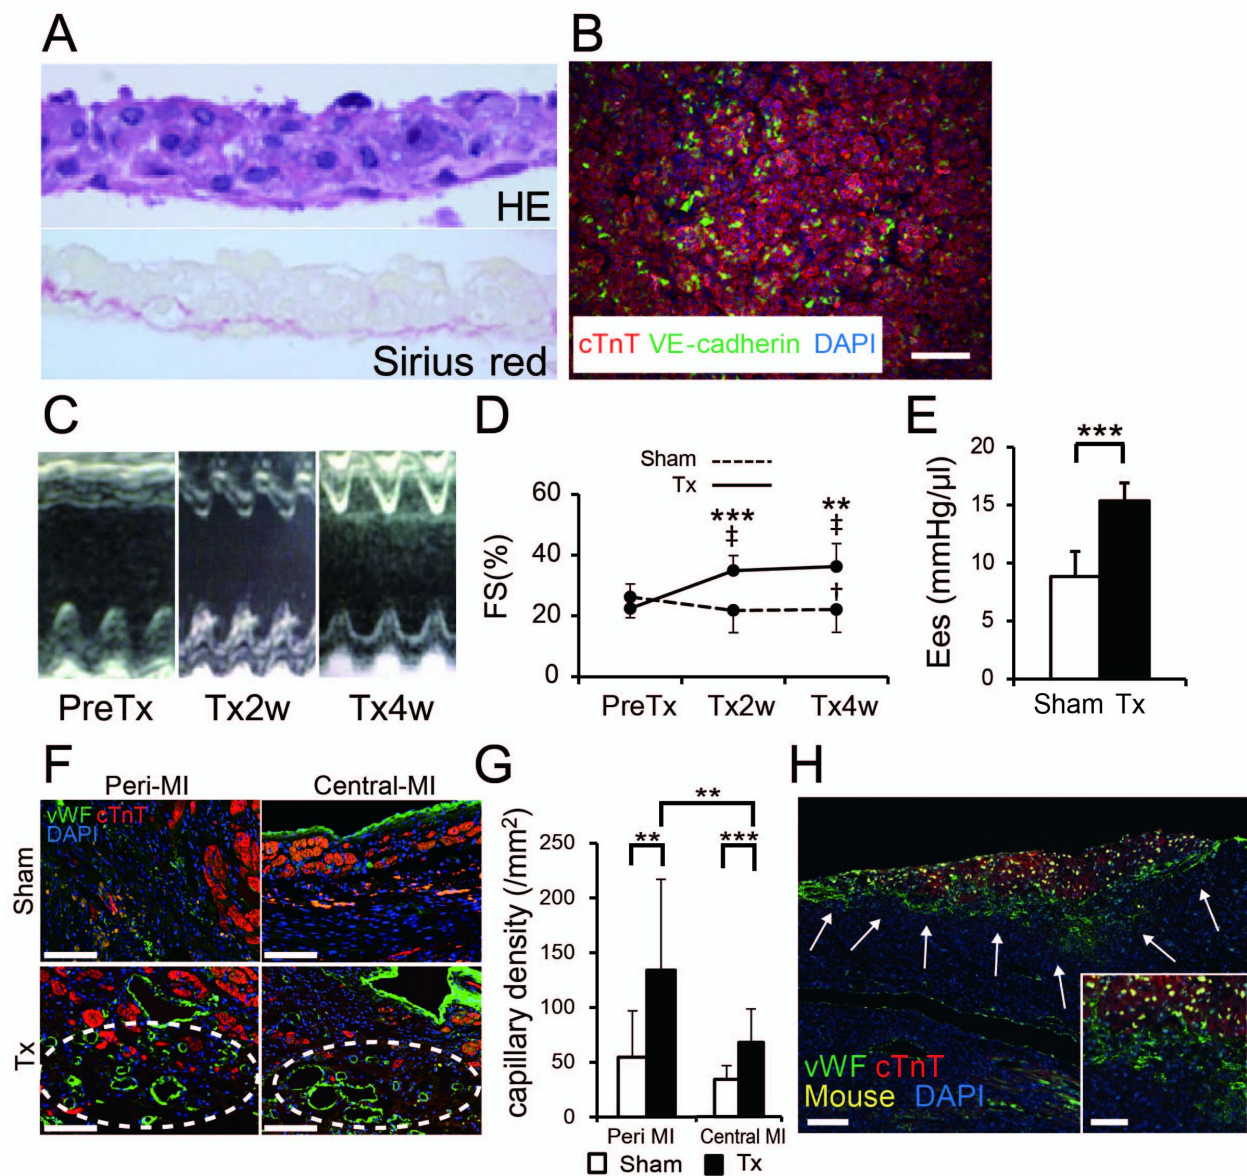 A
HE
Sirius red
B
cTnT VE-cadherin DAPI
C
PreTx Tx2w Tx4w
D
Sham
Tx
60
40
20
0
FS(%)
***
‡
**
‡
†
PreTx Tx2w Tx4w
E
***
20
15
10
5
0
Ees (mmHg/µl)
Sham Tx
F
Peri-MI Central-MI
vWF cTnT
DAPI
Sham
Tx
G
**
** ***
250
200
150
100
50
0
capillary density (/mm²)
Peri MI Central MI
Sham Tx
H
vWF cTnT
Mouse DAPI